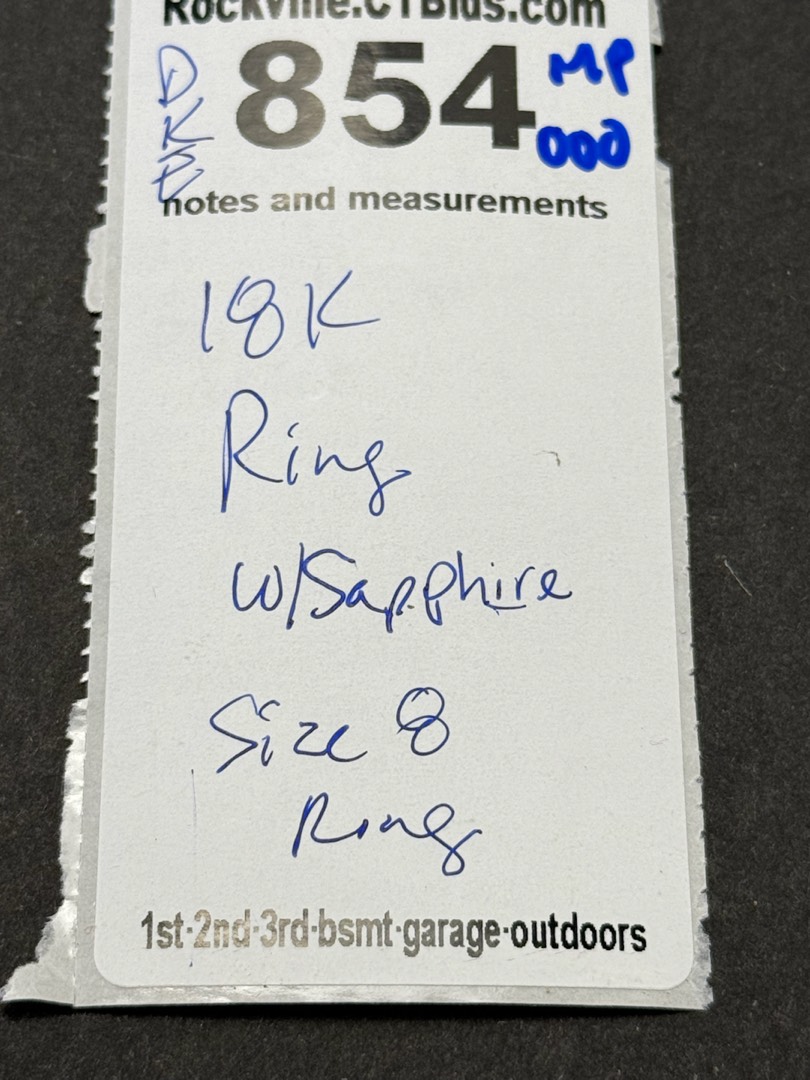 Rockville.CTBids.com
DKE
854
MP
000
notes and measurements
18K
Ring
w/Sapphire
Size 8
Ring
1st-2nd-3rd-bsmt-garage-outdoors